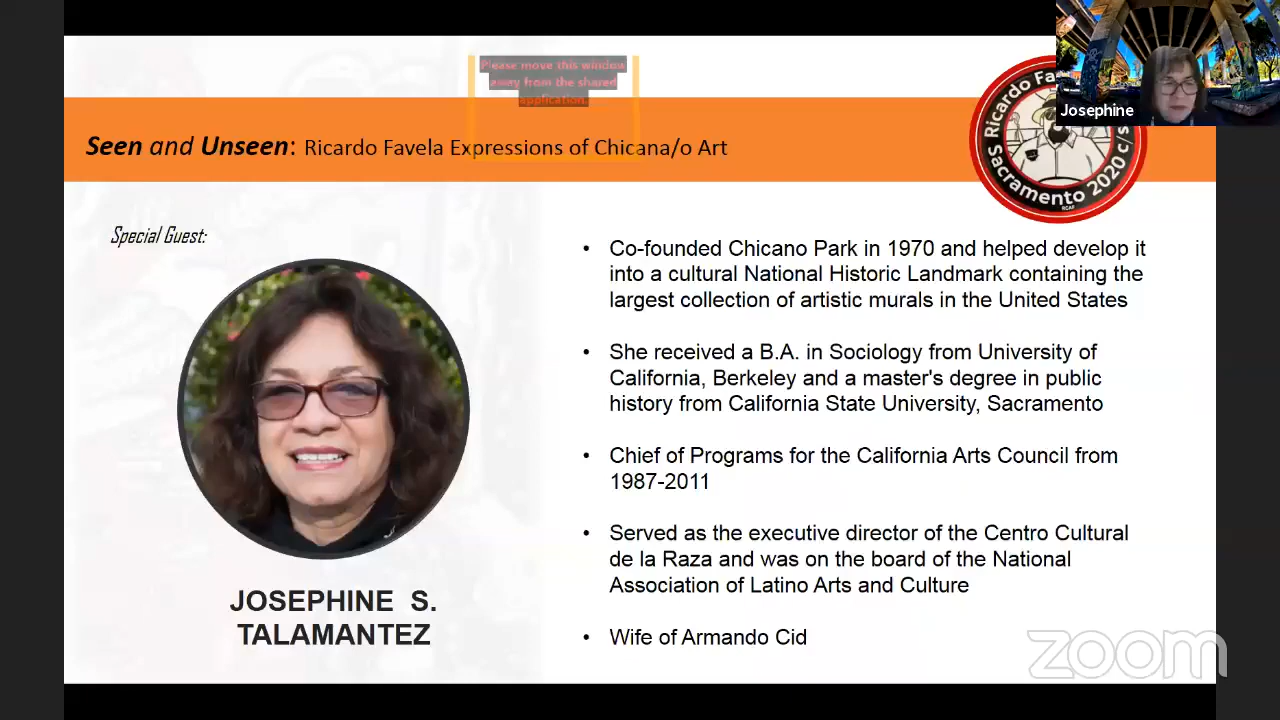 Please move this window
away from the shared
application.
Seen and Unseen: Ricardo Favela Expressions of Chicana/o Art
Ricardo Fa
Sacramento 2020 c/s
RCAF
Josephine
Special Guest:
JOSEPHINE S.
TALAMANTEZ
• Co-founded Chicano Park in 1970 and helped develop it
into a cultural National Historic Landmark containing the
largest collection of artistic murals in the United States
• She received a B.A. in Sociology from University of
California, Berkeley and a master's degree in public
history from California State University, Sacramento
• Chief of Programs for the California Arts Council from
1987-2011
• Served as the executive director of the Centro Cultural
de la Raza and was on the board of the National
Association of Latino Arts and Culture
• Wife of Armando Cid
zoom